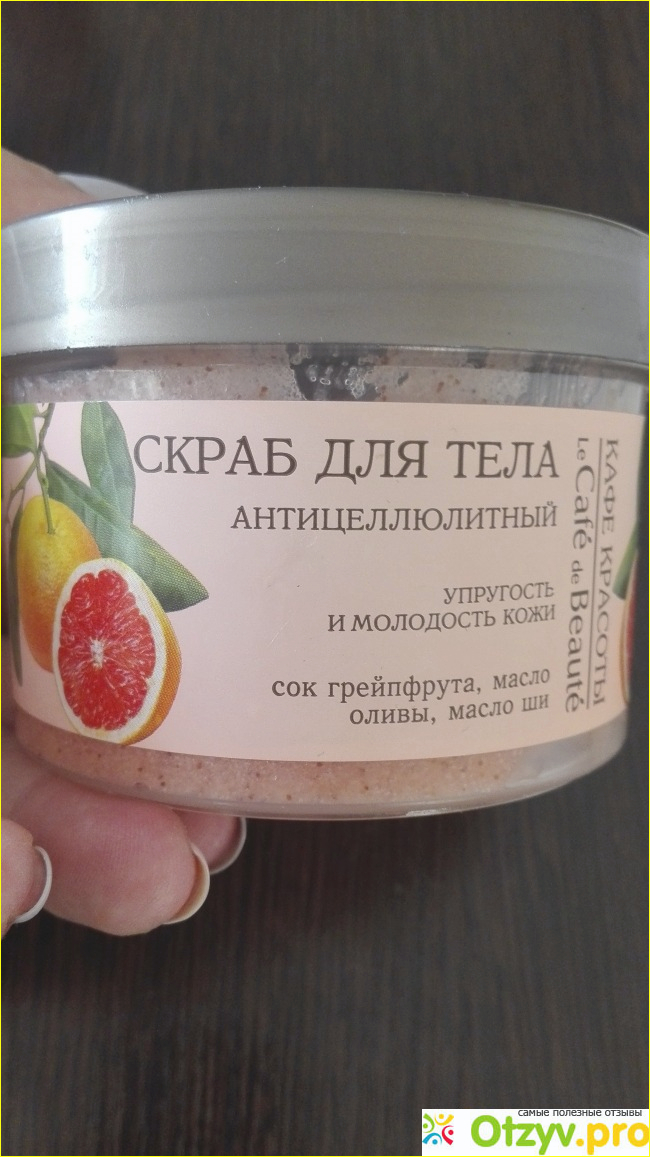 СКРАБ ДЛЯ ТЕЛА
АНТИЦЕЛЛЮЛИТНЫЙ
УПРУГОСТЬ
И МОЛОДОСТЬ КОЖИ
сок грейпфрута, масло
оливы, масло ши
КАФЕ КРАСОТЫ
Le Café de Beauté
самые полезные отзывы
Otzyv.pro